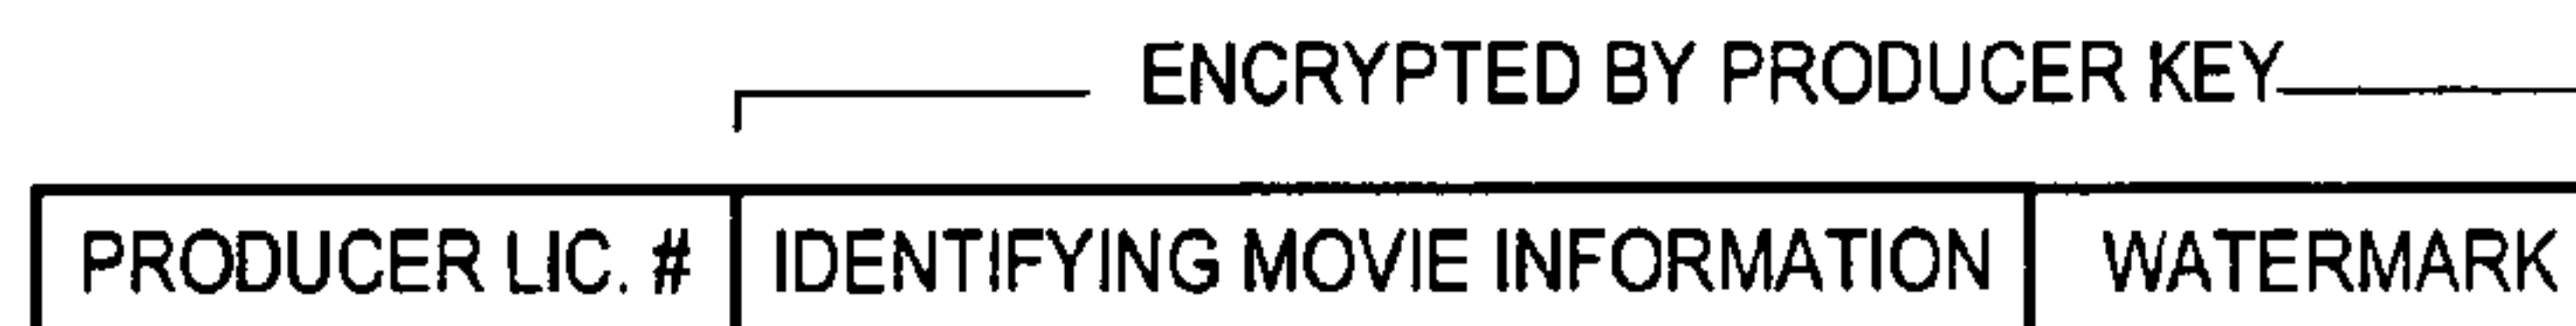 ENCRYPTED BY PRODUCER KEY
PRODUCER LIC. # IDENTIFYING MOVIE INFORMATION WATERMARK